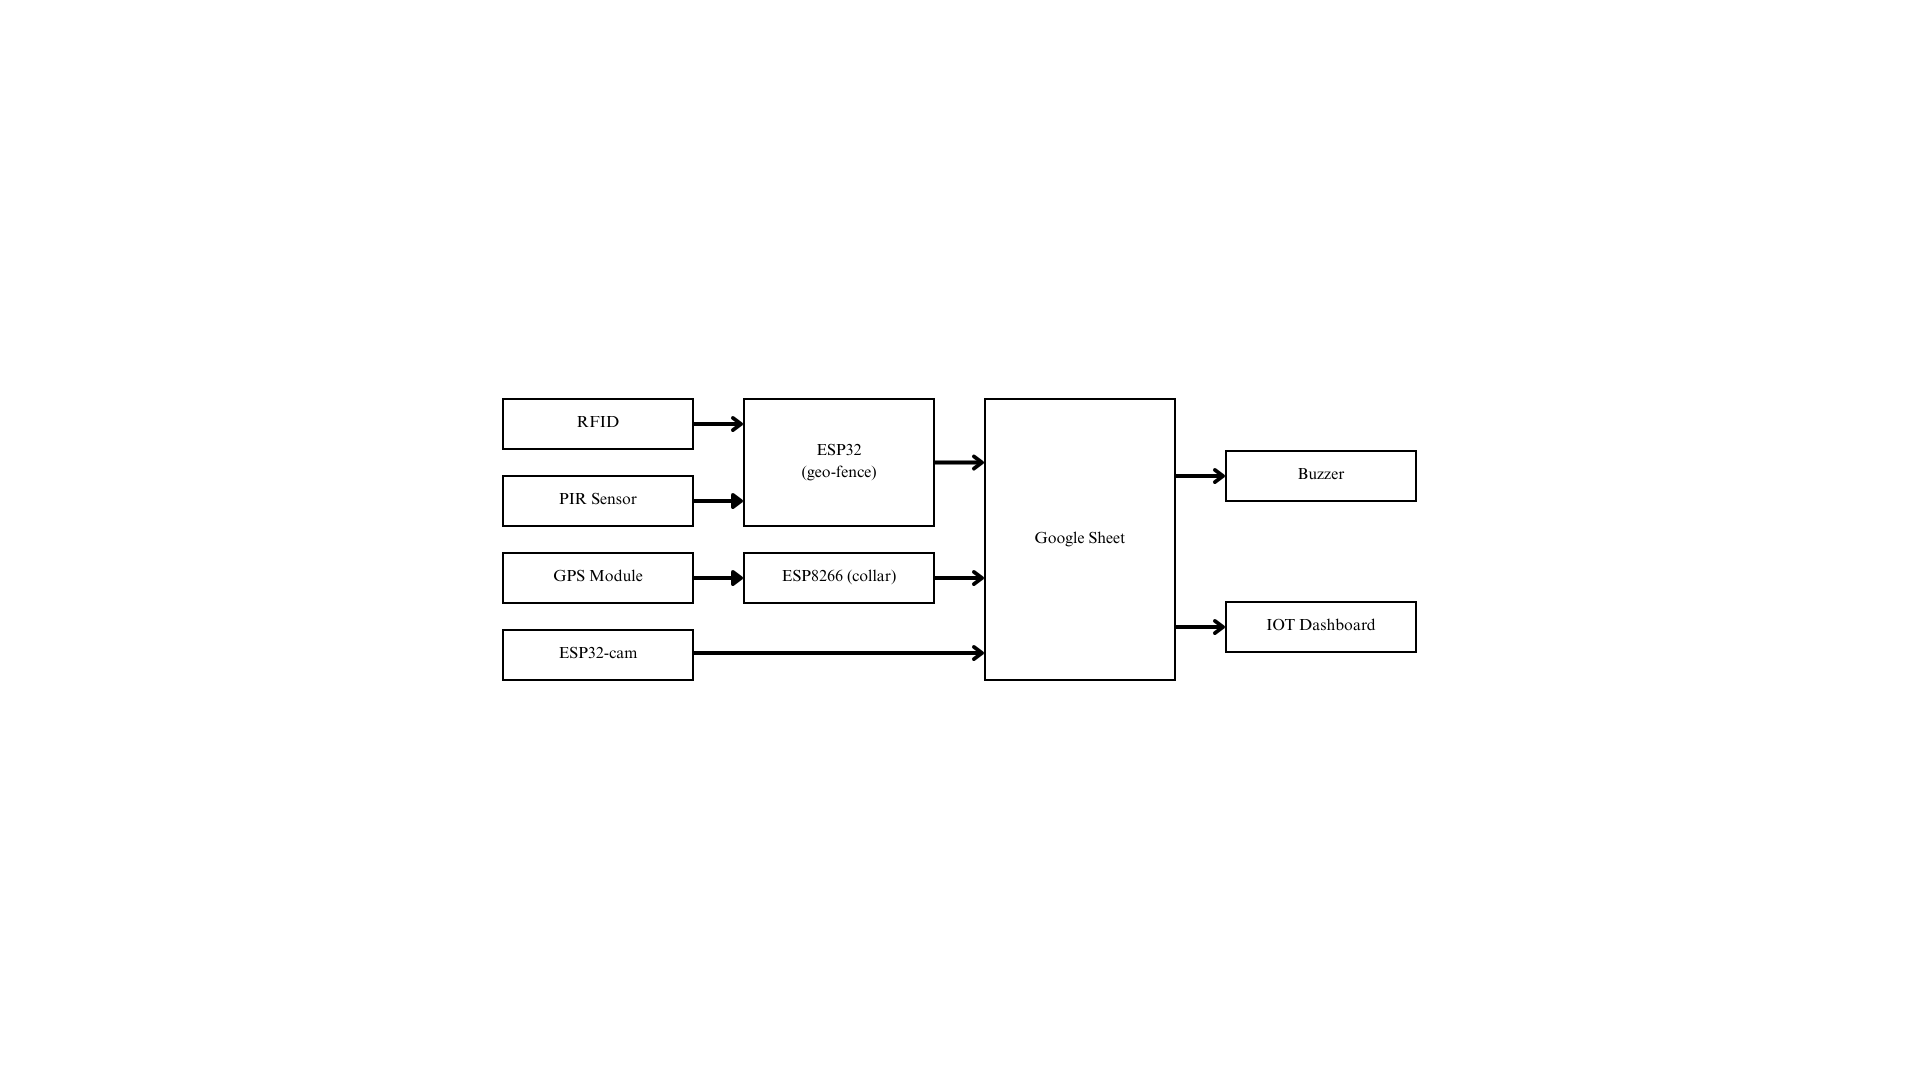 RFID
PIR Sensor
GPS Module
ESP32-cam
ESP32
(geo-fence)
ESP8266 (collar)
Google Sheet
Buzzer
IOT Dashboard